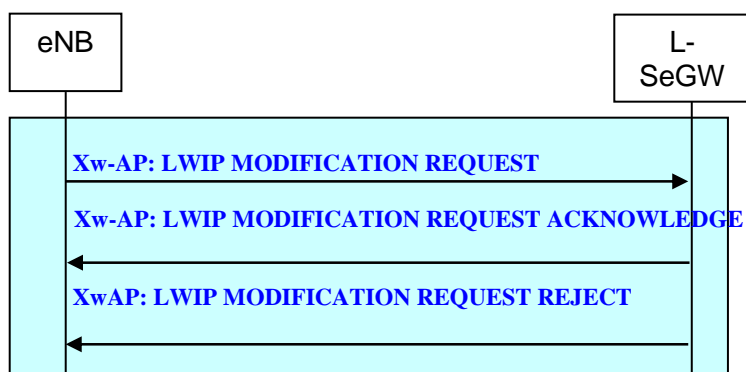 eNB
L-
SeGW
Xw-AP: LWIP MODIFICATION REQUEST
Xw-AP: LWIP MODIFICATION REQUEST ACKNOWLEDGE
XwAP: LWIP MODIFICATION REQUEST REJECT